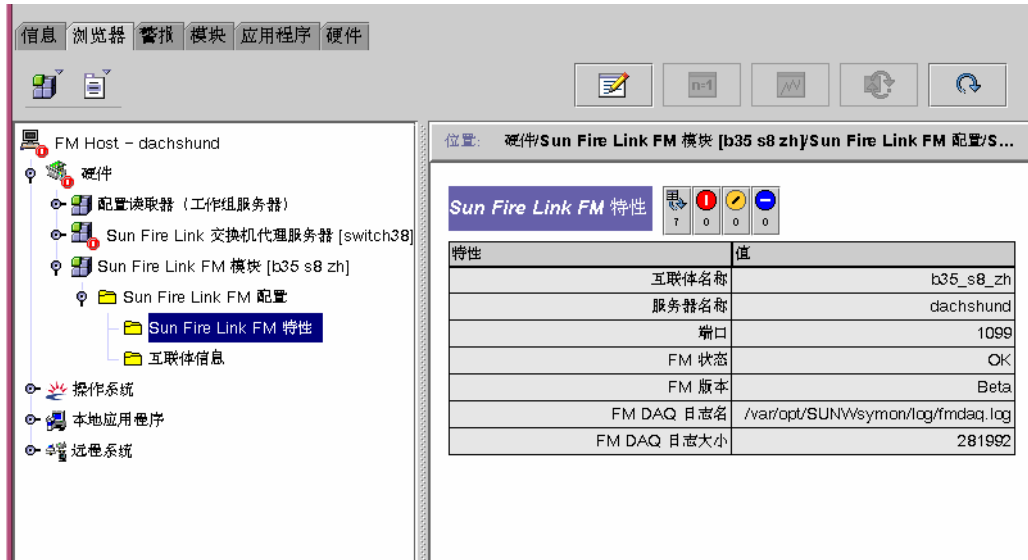 信息 浏览器 警报 模块 应用程序 硬件
n=1
FM Host – dachshund
硬件
配置读取器（工作组服务器）
Sun Fire Link 交换机代理服务器 [switch38]
Sun Fire Link FM 模块 [b35 s8 zh]
Sun Fire Link FM 配置
Sun Fire Link FM 特性
互联体信息
操作系统
本地应用程序
远程系统
位置: 硬件/Sun Fire Link FM 模块 [b35 s8 zh]/Sun Fire Link FM 配置/S...
Sun Fire Link FM 特性
7 0 0 0
特性 值
互联体名称 b35_s8_zh
服务器名称 dachshund
端口 1099
FM 状态 OK
FM 版本 Beta
FM DAQ 日志名 /var/opt/SUNWsymon/log/fmdaq.log
FM DAQ 日志大小 281992